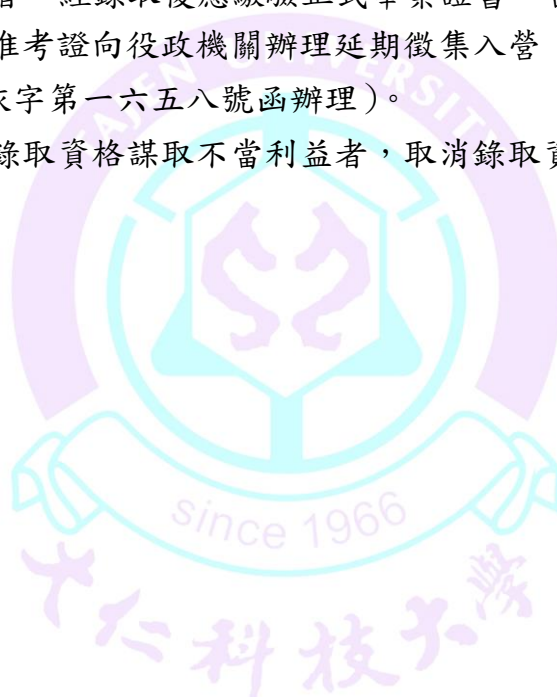 經錄取後應繳驗正式畢業證書
准考證向役政機關辦理延期徵集入營
字第一六五八號函辦理）。
錄取資格謀取不當利益者，取消錄取資
TAJEN UNIVERSITY
since 1966
大仁科技大學